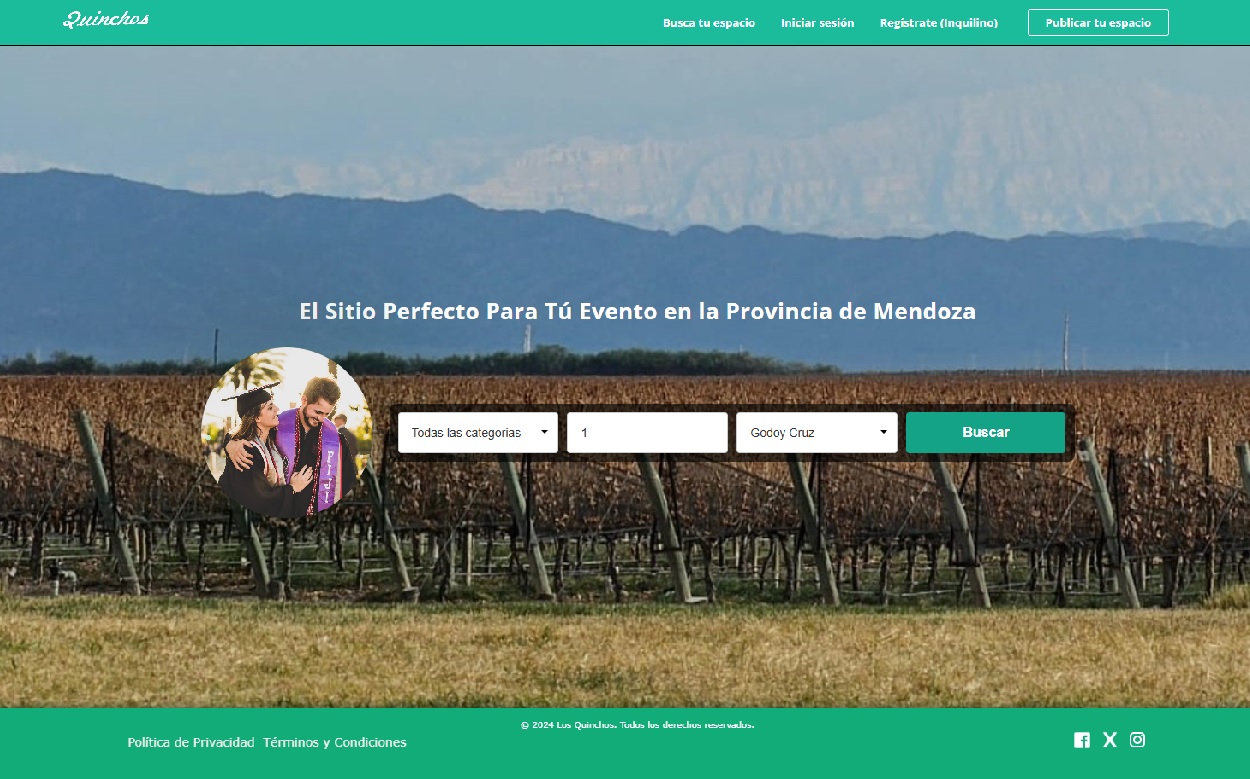 Quinchos
Busca tu espacio
Iniciar sesión
Regístrate (Inquilino)
Publicar tu espacio
El Sitio Perfecto Para Tú Evento en la Provincia de Mendoza
Todas las categorias
1
Godoy Cruz
Buscar
© 2024 Los Quinchos. Todos los derechos reservados.
Política de Privacidad
Términos y Condiciones